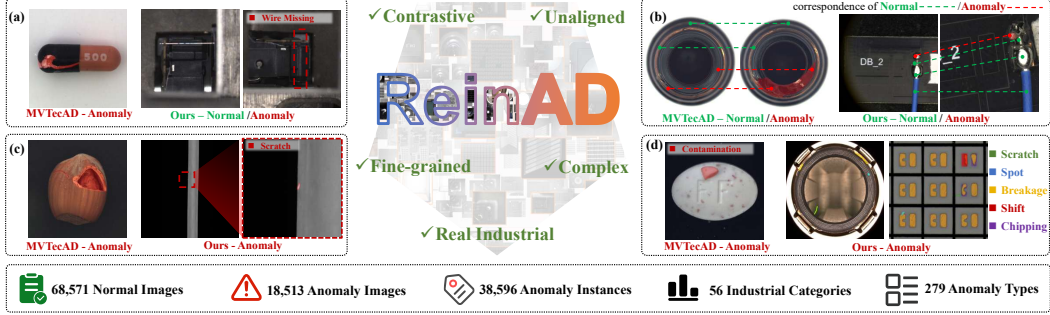 (a)
500
Wire Missing
MVTecAD - Anomaly
Ours – Normal /Anomaly
✓Contrastive
✓Unaligned
ReinAD
✓Fine-grained
✓Complex
✓Real Industrial
(b)
correspondence of Normal /Anomaly
DB_2
_2
MVTecAD – Normal/Anomaly
Ours – Normal / Anomaly
(c)
Scratch
MVTecAD - Anomaly
Ours - Anomaly
(d)
Contamination
FF
Scratch
Spot
Breakage
Shift
Chipping
MVTecAD - Anomaly
Ours - Anomaly
68,571 Normal Images
18,513 Anomaly Images
38,596 Anomaly Instances
56 Industrial Categories
279 Anomaly Types